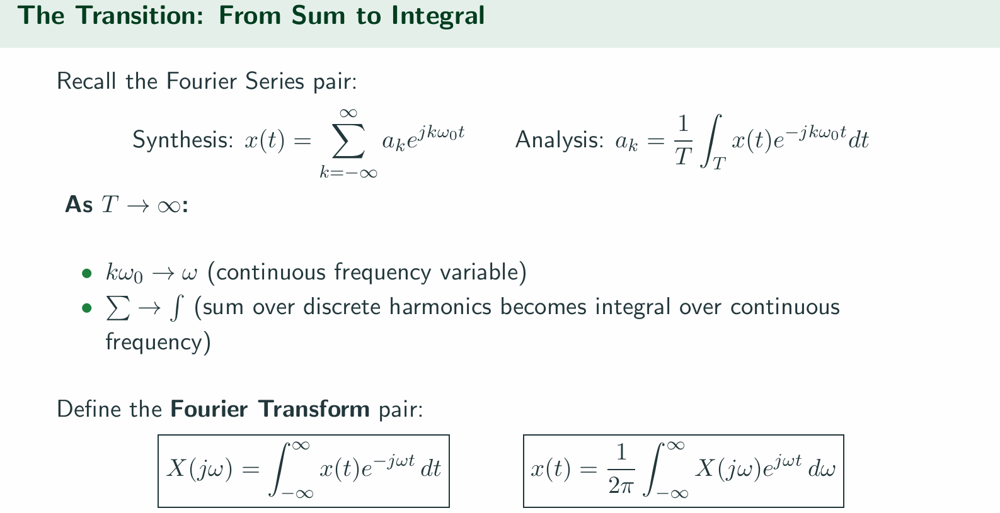 The Transition: From Sum to Integral
Recall the Fourier Series pair:
Synthesis: $x(t) = \sum_{k=-\infty}^{\infty} a_k e^{jk\omega_0 t}$ Analysis: $a_k = \frac{1}{T} \int_T x(t)e^{-jk\omega_0 t} dt$
As $T \to \infty$:
• $k\omega_0 \to \omega$ (continuous frequency variable)
• $\sum \to \int$ (sum over discrete harmonics becomes integral over continuous
frequency)
Define the Fourier Transform pair:
$X(j\omega) = \int_{-\infty}^{\infty} x(t)e^{-j\omega t} \, dt$ $x(t) = \frac{1}{2\pi} \int_{-\infty}^{\infty} X(j\omega)e^{j\omega t} \, d\omega$